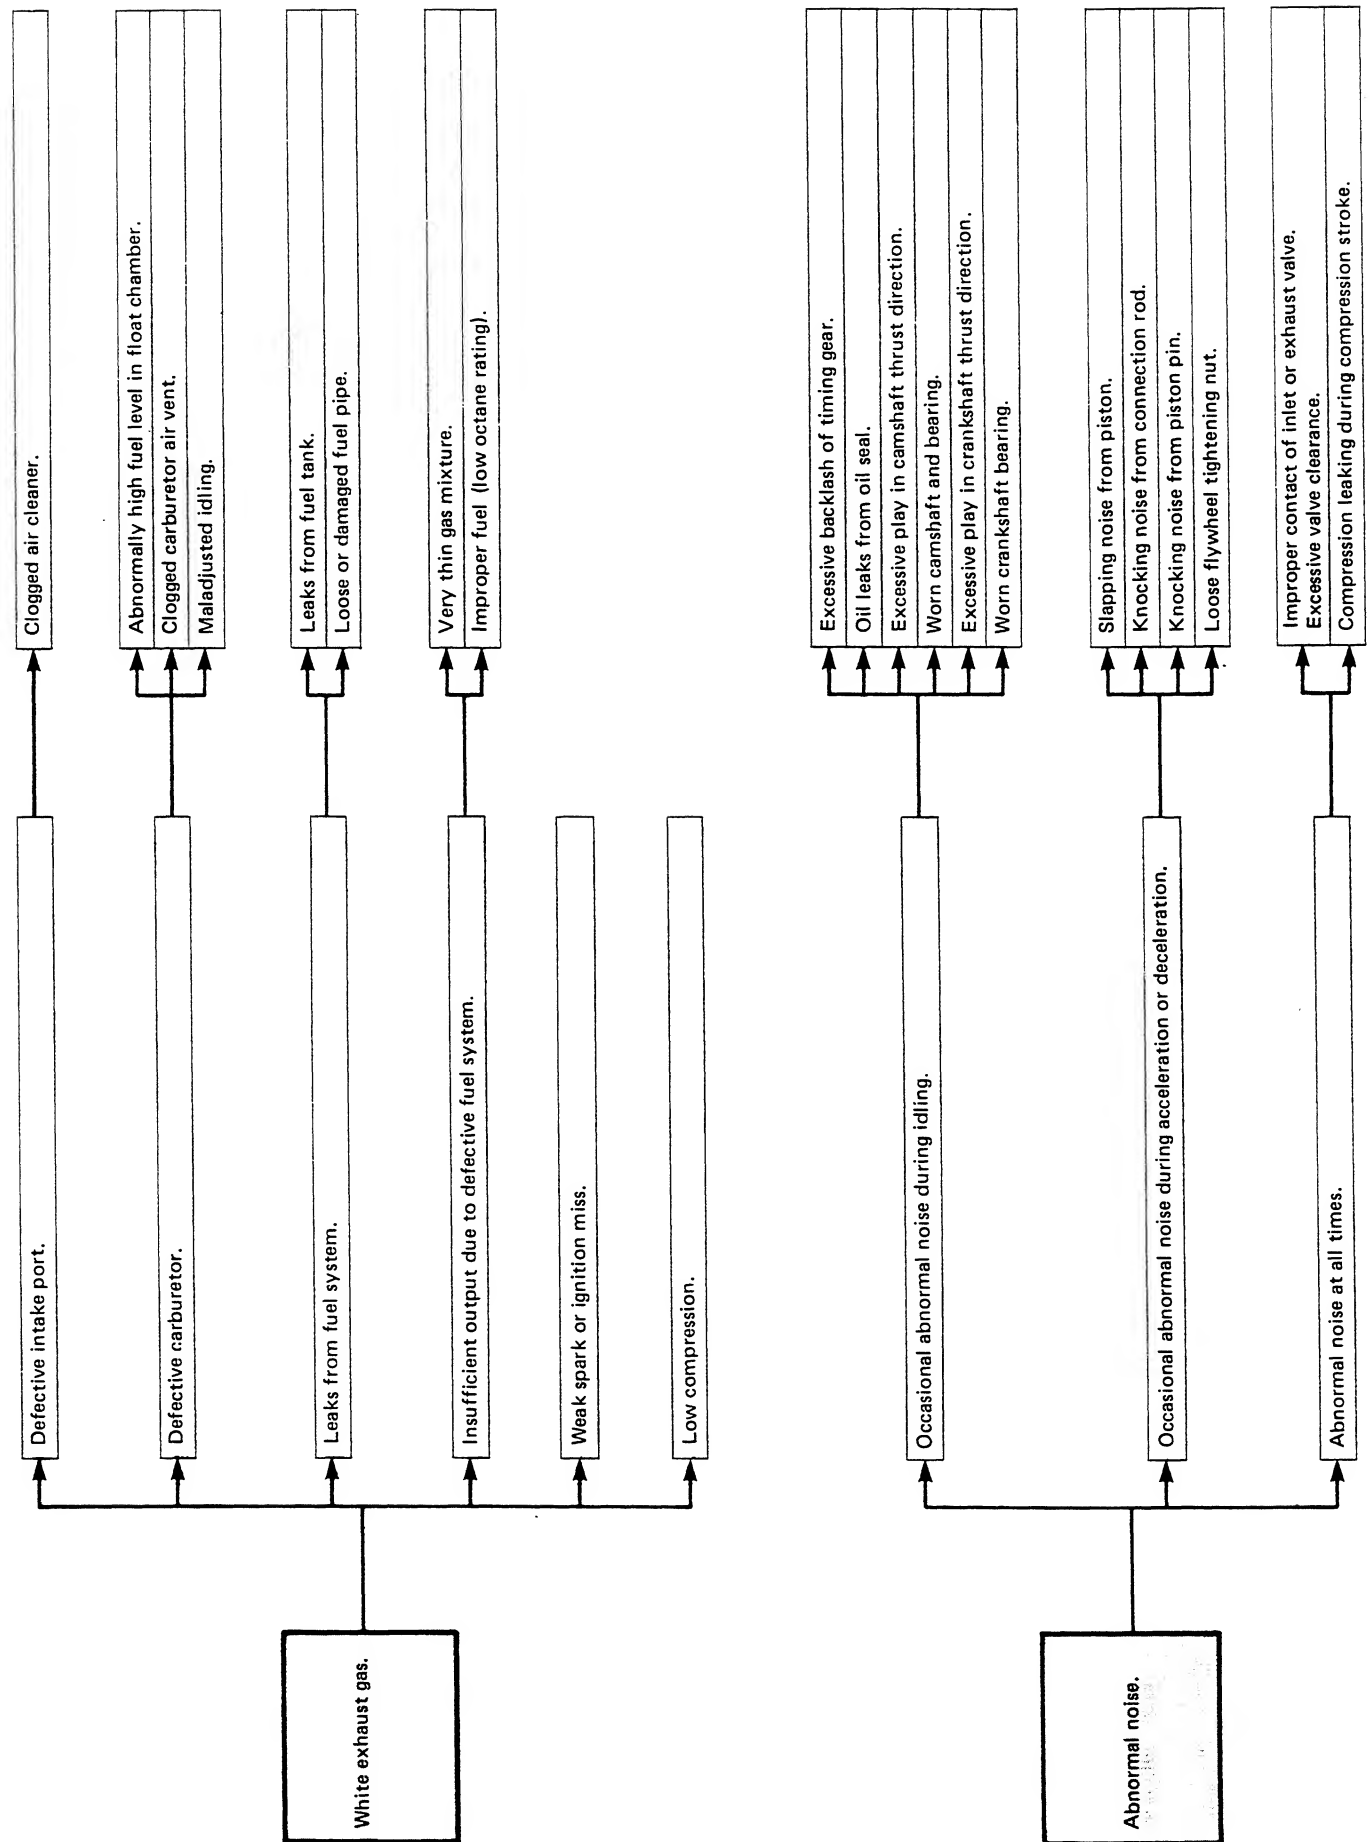 White exhaust gas.
Defective intake port.
Clogged air cleaner.
Defective carburetor.
Abnormally high fuel level in float chamber.
Clogged carburetor air vent.
Maladjusted idling.
Leaks from fuel system.
Leaks from fuel tank.
Loose or damaged fuel pipe.
Insufficient output due to defective fuel system.
Very thin gas mixture.
Improper fuel (low octane rating).
Weak spark or ignition miss.
Low compression.
Abnormal noise.
Occasional abnormal noise during idling.
Excessive backlash of timing gear.
Oil leaks from oil seal.
Excessive play in camshaft thrust direction.
Worn camshaft and bearing.
Excessive play in crankshaft thrust direction.
Worn crankshaft bearing.
Occasional abnormal noise during acceleration or deceleration.
Slapping noise from piston.
Knocking noise from connection rod.
Knocking noise from piston pin.
Loose flywheel tightening nut.
Abnormal noise at all times.
Improper contact of inlet or exhaust valve.
Excessive valve clearance.
Compression leaking during compression stroke.